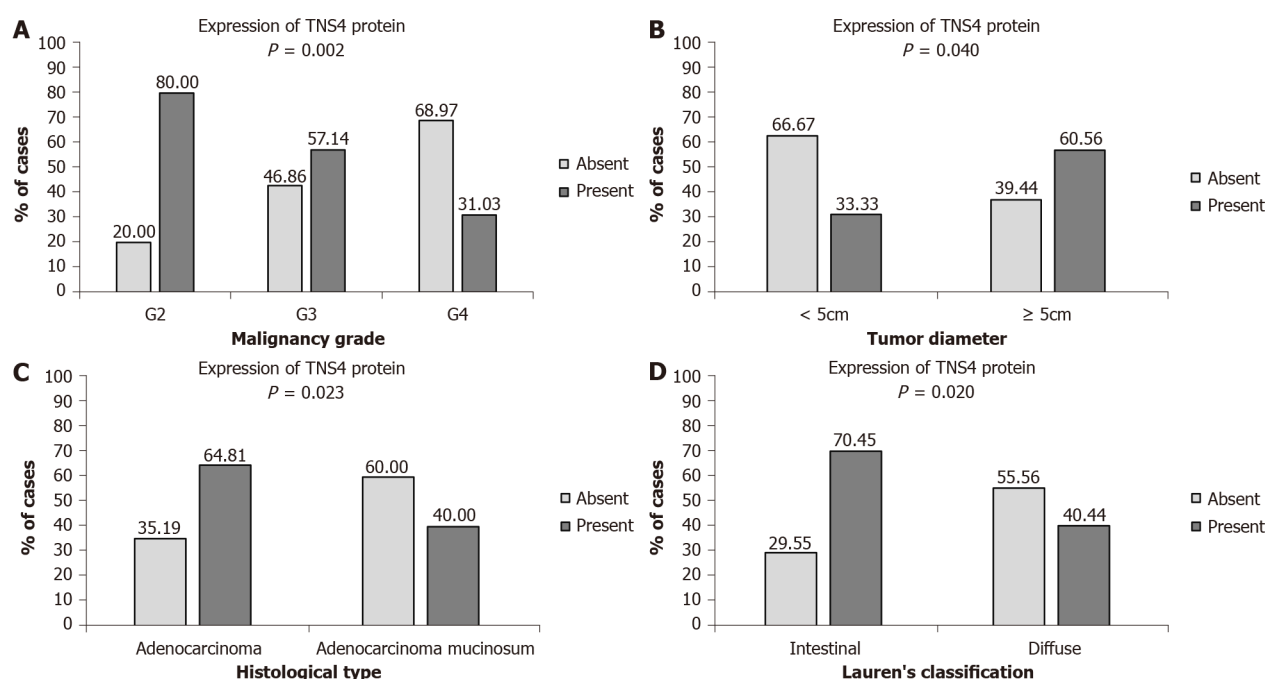 A
Expression of TNS4 protein
P = 0.002
100
90
80
70
60
50
40
30
20
10
0
% of cases
20.00
80.00
46.86
57.14
68.97
31.03
G2
G3
G4
Malignancy grade
Absent
Present
B
Expression of TNS4 protein
P = 0.040
100
90
80
70
60
50
40
30
20
10
0
% of cases
66.67
33.33
39.44
60.56
< 5cm
≥ 5cm
Tumor diameter
Absent
Present
C
Expression of TNS4 protein
P = 0.023
100
90
80
70
60
50
40
30
20
10
0
% of cases
35.19
64.81
60.00
40.00
Adenocarcinoma
Adenocarcinoma mucinosum
Histological type
Absent
Present
D
Expression of TNS4 protein
P = 0.020
100
90
80
70
60
50
40
30
20
10
0
% of cases
29.55
70.45
55.56
40.44
Intestinal
Diffuse
Lauren's classification
Absent
Present